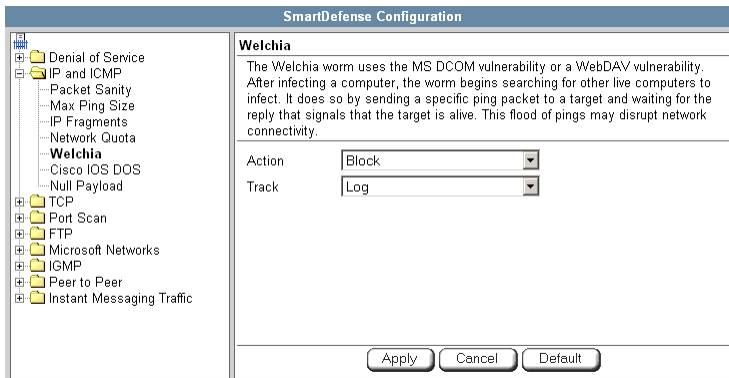 SmartDefense Configuration
Denial of Service
IP and ICMP
Packet Sanity
Max Ping Size
IP Fragments
Network Quota
Welchia
Cisco IOS DOS
Null Payload
TCP
Port Scan
FTP
Microsoft Networks
IGMP
Peer to Peer
Instant Messaging Traffic
Welchia
The Welchia worm uses the MS DCOM vulnerability or a WebDAV vulnerability.
After infecting a computer, the worm begins searching for other live computers to
infect. It does so by sending a specific ping packet to a target and waiting for the
reply that signals that the target is alive. This flood of pings may disrupt network
connectivity.
Action Block
Track Log
Apply Cancel Default